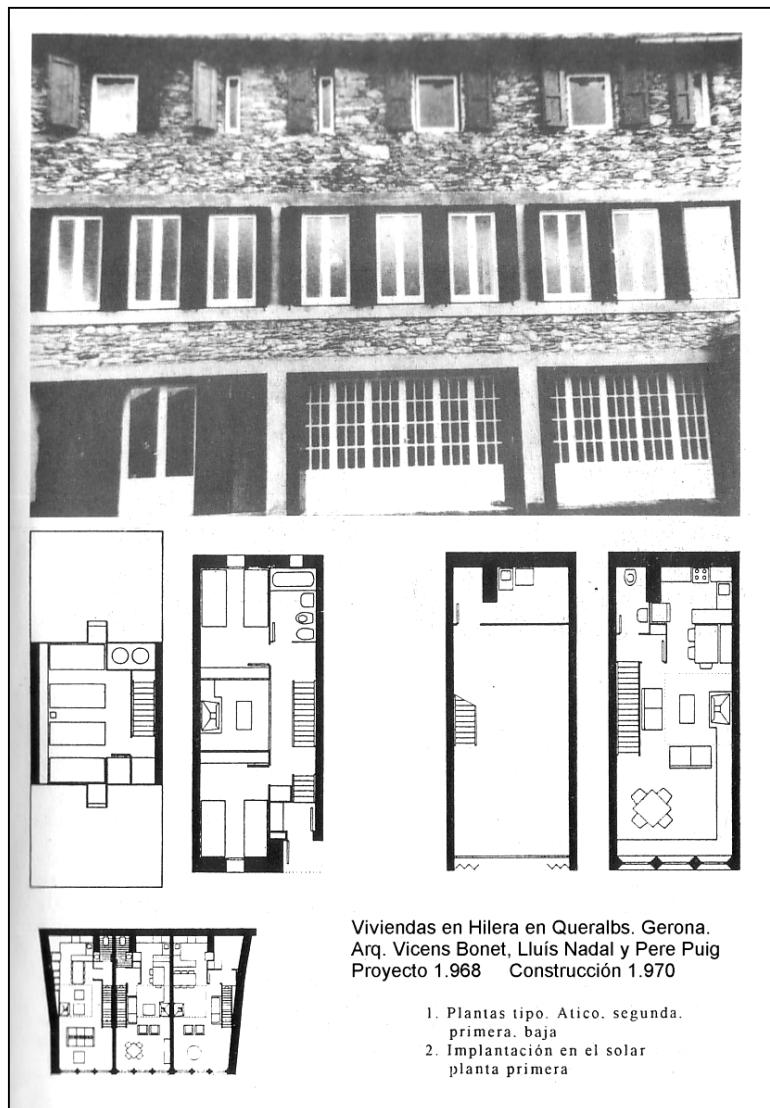 Viviendas en Hilera en Queralbs. Gerona.
Arq. Vicens Bonet, Lluís Nadal y Pere Puig
Proyecto 1.968 Construcción 1.970
1. Plantas tipo. Atico. segunda.
primera. baja
2. Implantación en el solar
planta primera